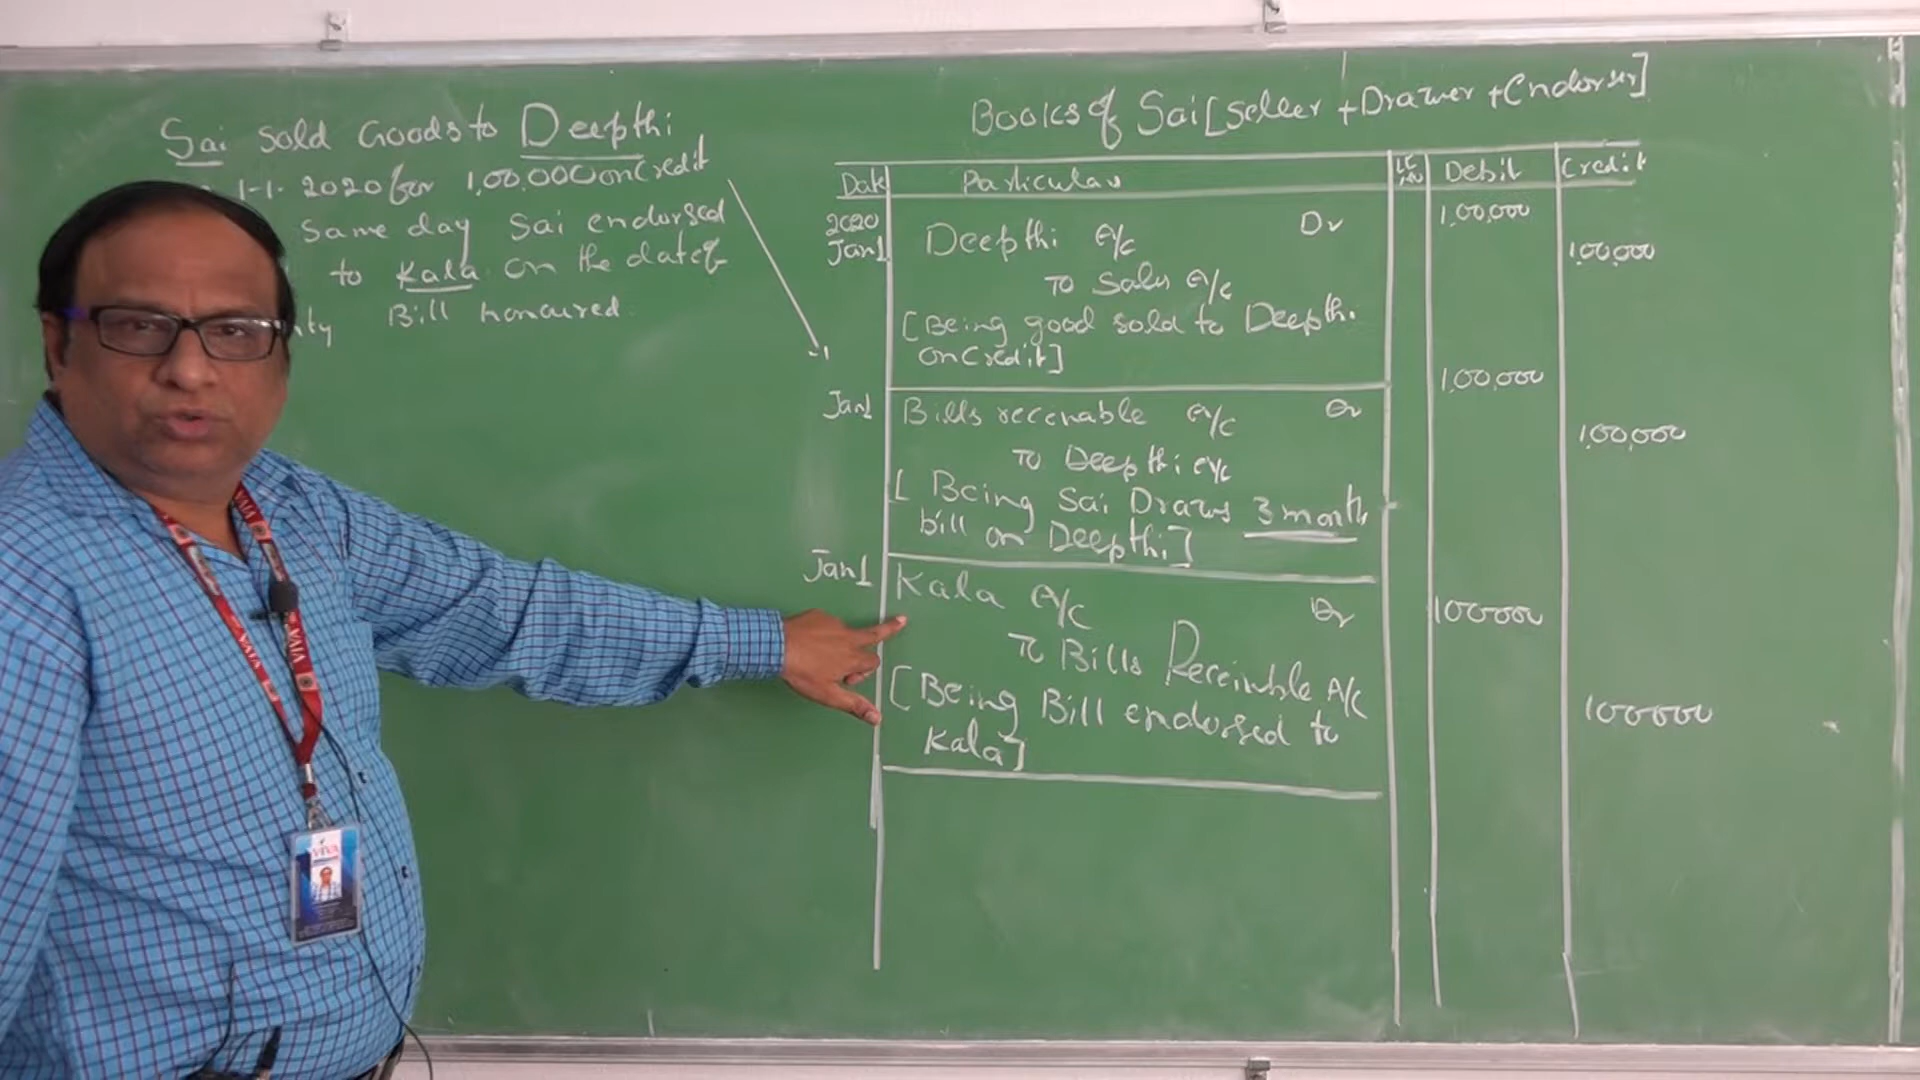 Sai Sold Goods to Deepthi
1-1-2020 for 1,00,000 on Credit
Same day Sai endorsed
to Kala on the date of
Bill honoured.
Books of Sai [Seller + Drawer + Endorser]
Date Particulars Debit Credit
2020
Jan 1 Deepthi A/c Dr 1,00,000
To Sales A/c 1,00,000
[Being good sold to Deepthi
on Credit]
Jan 1 Bills receivable A/c Dr 1,00,000
To Deepthi A/c 1,00,000
[Being Sai Draws 3 month
bill on Deepthi]
Jan 1 Kala A/c Dr 100000
To Bills Receivable A/C 100000
[Being Bill endorsed to
Kala]
VIVA